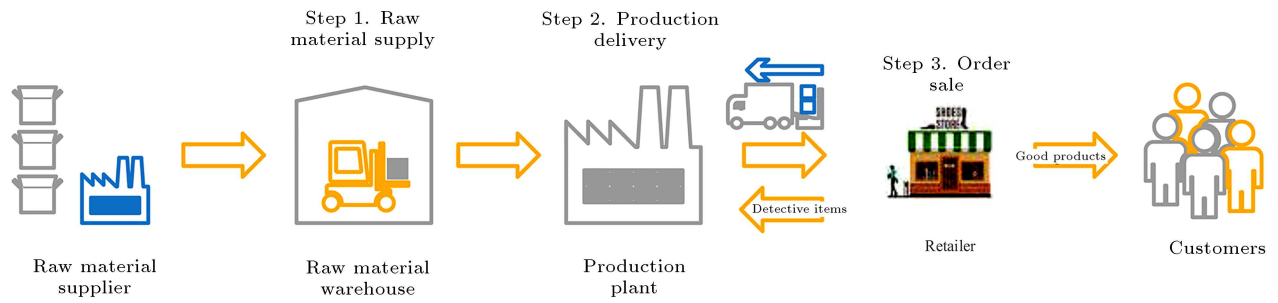 Step 1. Raw
material supply
Step 2. Production
delivery
Step 3. Order
sale
SHOES
STORE
Good products
Detective items
Retailer
Customers
Raw material
supplier
Raw material
warehouse
Production
plant